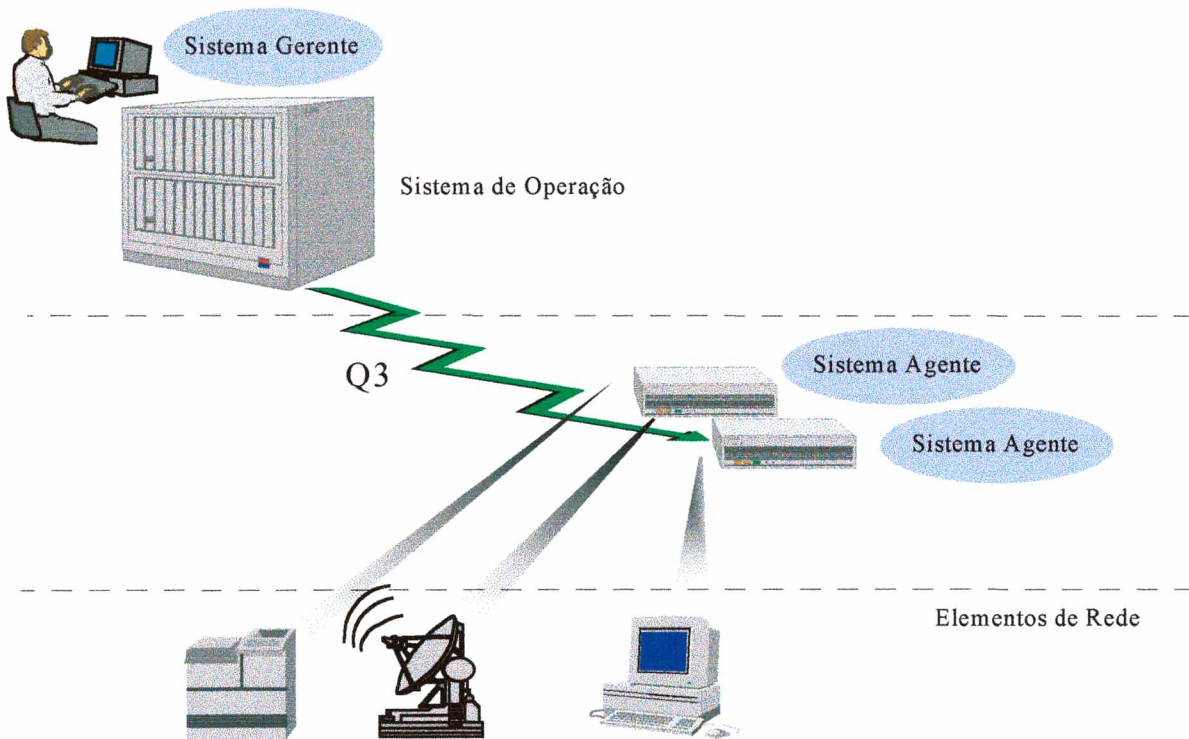 Sistema Gerente
Sistema de Operação
Q3
Sistema Agente
Sistema Agente
Elementos de Rede